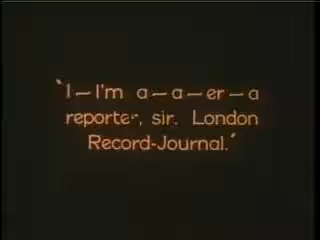 "I—I'm a—a—er—a
reporter, sir. London
Record-Journal."